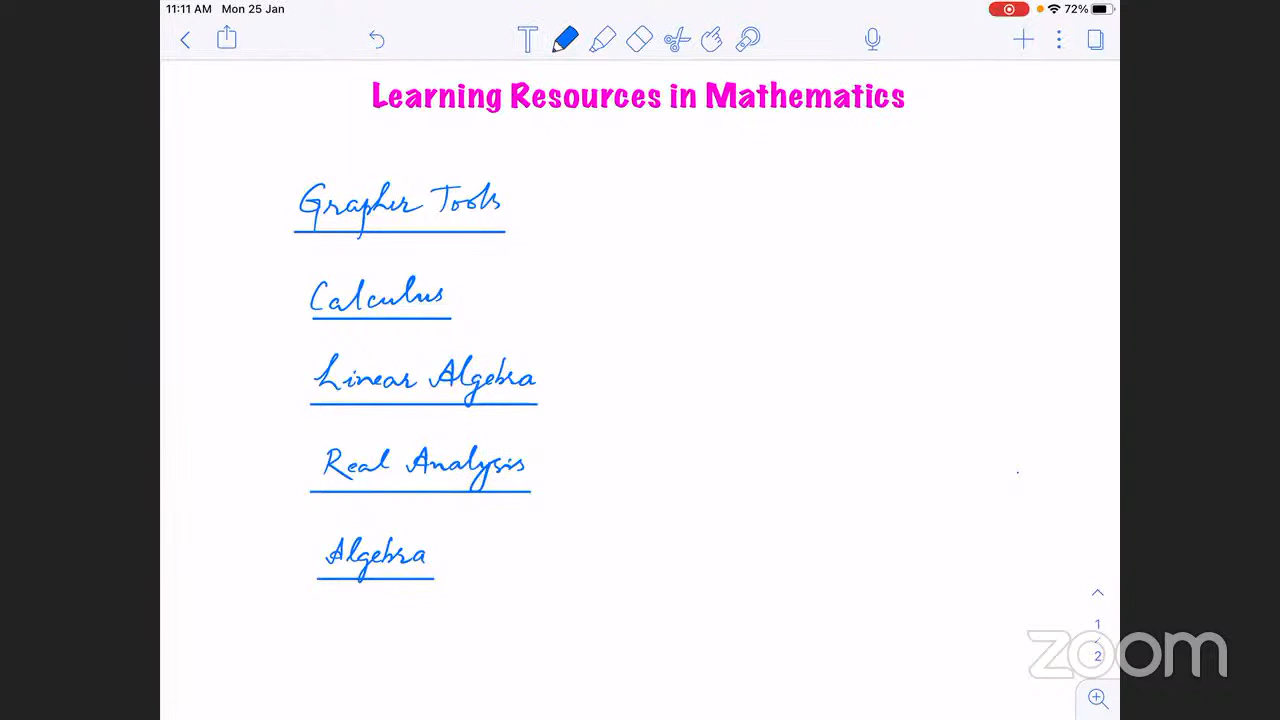 11:11 AM Mon 25 Jan 72%
Learning Resources in Mathematics
Grapher Tools
Calculus
Linear Algebra
Real Analysis
Algebra
1
2
zoom